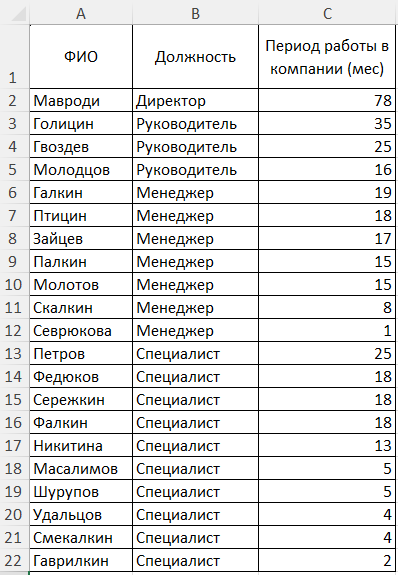 A B C
1 ФИО Должность Период работы в
компании (мес)
2 Мавроди Директор 78
3 Голицин Руководитель 35
4 Гвоздев Руководитель 25
5 Молодцов Руководитель 16
6 Галкин Менеджер 19
7 Птицин Менеджер 18
8 Зайцев Менеджер 17
9 Палкин Менеджер 15
10 Молотов Менеджер 15
11 Скалкин Менеджер 8
12 Севрюкова Менеджер 1
13 Петров Специалист 25
14 Федюков Специалист 18
15 Сережкин Специалист 18
16 Фалкин Специалист 18
17 Никитина Специалист 13
18 Масалимов Специалист 5
19 Шурупов Специалист 5
20 Удальцов Специалист 4
21 Смекалкин Специалист 4
22 Гаврилкин Специалист 2